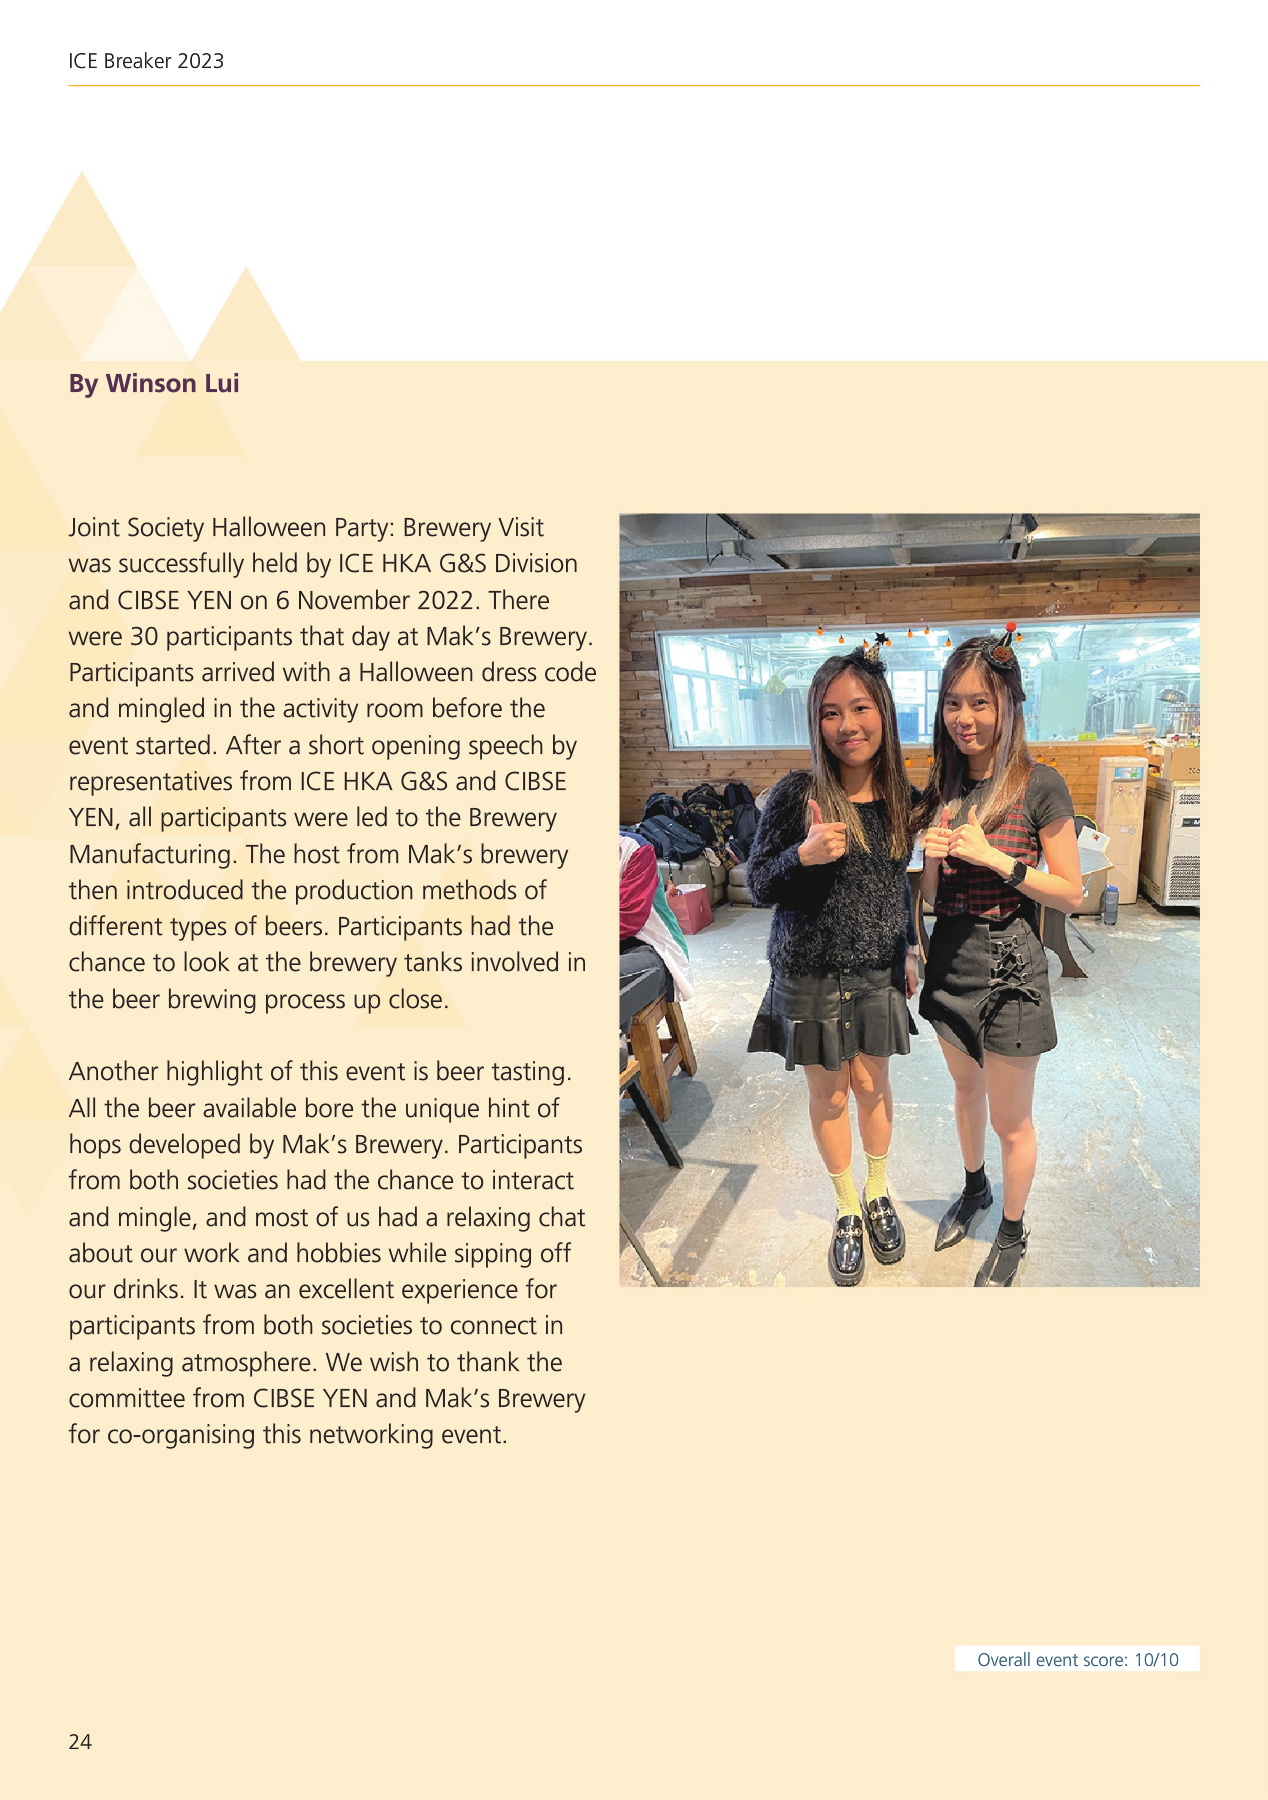 ICE Breaker 2023
By Winson Lui
Joint Society Halloween Party: Brewery Visit
was successfully held by ICE HKA G&S Division
and CIBSE YEN on 6 November 2022. There
were 30 participants that day at Mak’s Brewery.
Participants arrived with a Halloween dress code
and mingled in the activity room before the
event started. After a short opening speech by
representatives from ICE HKA G&S and CIBSE
YEN, all participants were led to the Brewery
Manufacturing. The host from Mak’s brewery
then introduced the production methods of
different types of beers. Participants had the
chance to look at the brewery tanks involved in
the beer brewing process up close.
Another highlight of this event is beer tasting.
All the beer available bore the unique hint of
hops developed by Mak’s Brewery. Participants
from both societies had the chance to interact
and mingle, and most of us had a relaxing chat
about our work and hobbies while sipping off
our drinks. It was an excellent experience for
participants from both societies to connect in
a relaxing atmosphere. We wish to thank the
committee from CIBSE YEN and Mak’s Brewery
for co-organising this networking event.
Overall event score: 10/10
24